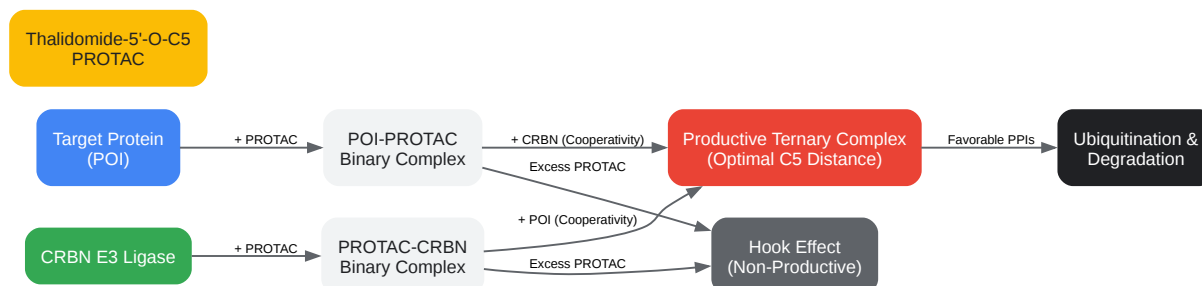 Thalidomide-5'-O-C5
PROTAC
Target Protein
(POI)
+ PROTAC
POI-PROTAC
Binary Complex
+ CRBN (Cooperativity)
Excess PROTAC
Productive Ternary Complex
(Optimal C5 Distance)
Favorable PPIs
Ubiquitination &
Degradation
CRBN E3 Ligase
+ PROTAC
PROTAC-CRBN
Binary Complex
+ POI (Cooperativity)
Excess PROTAC
Hook Effect
(Non-Productive)